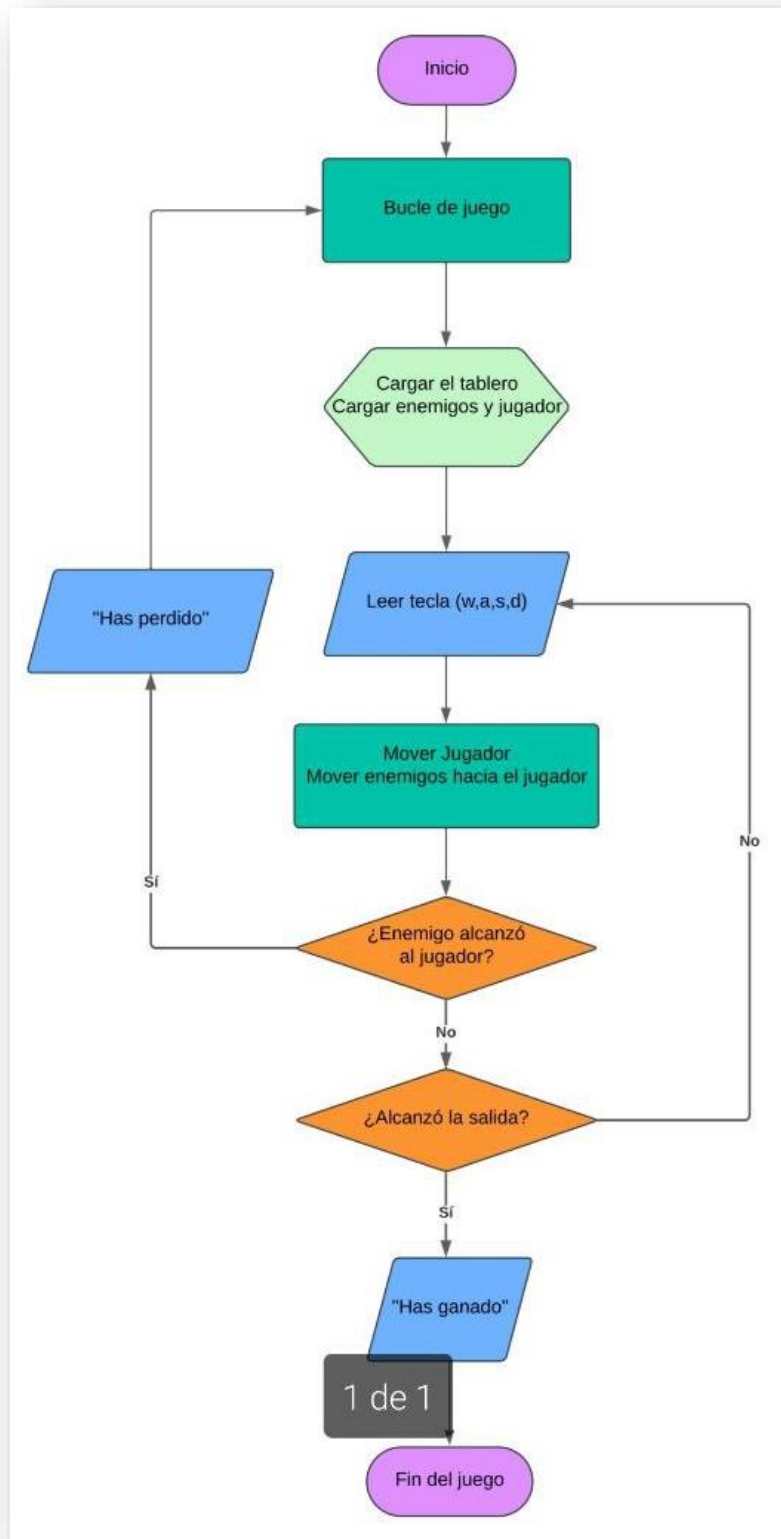 Inicio
Bucle de juego
Cargar el tablero
Cargar enemigos y jugador
Leer tecla (w,a,s,d)
"Has perdido"
Mover Jugador
Mover enemigos hacia el jugador
No
Sí
¿Enemigo alcanzó
al jugador?
No
¿Alcanzó la salida?
Sí
"Has ganado"
1 de 1
Fin del juego